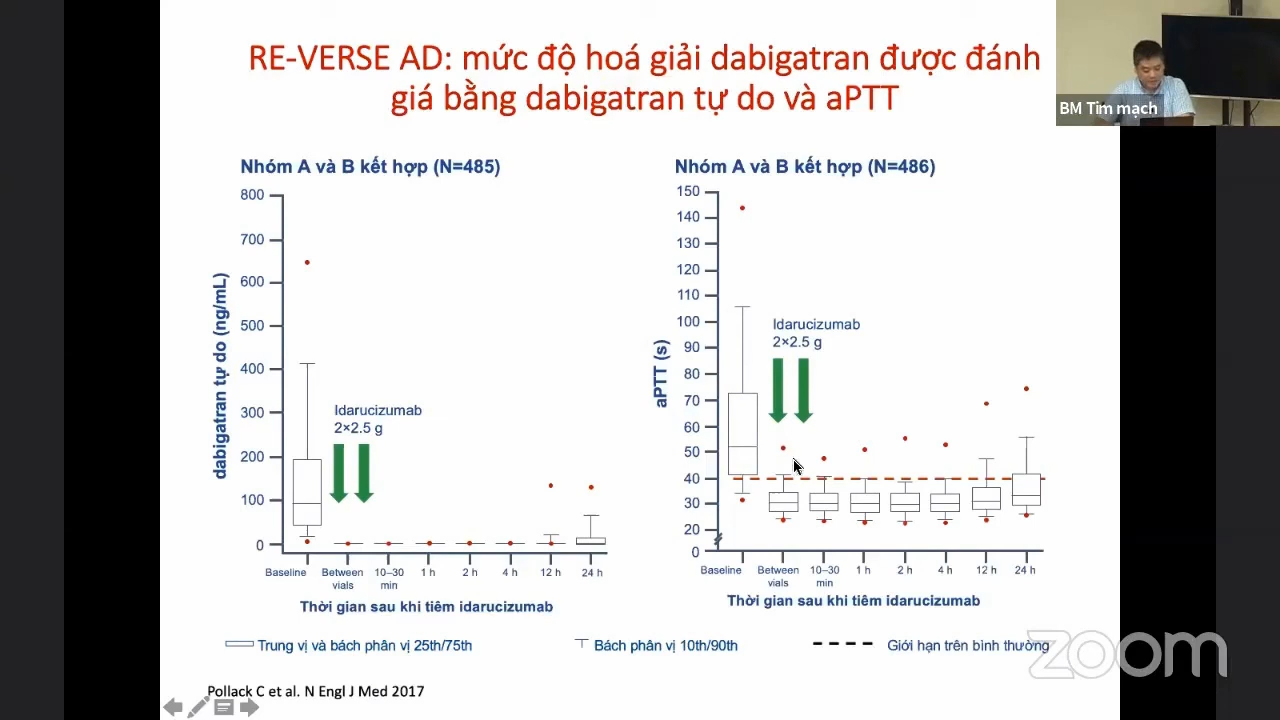 RE-VERSE AD: mức độ hoá giải dabigatran được đánh
giá bằng dabigatran tự do và aPTT
BM Tim mạch
Nhóm A và B kết hợp (N=485)
dabigatran tự do (ng/mL)
800
700
600
500
400
300
200
100
0
Idarucizumab
2×2.5 g
Baseline Between vials 10–30 min 1 h 2 h 4 h 12 h 24 h
Thời gian sau khi tiêm idarucizumab
Nhóm A và B kết hợp (N=486)
aPTT (s)
150
140
130
120
110
100
90
80
70
60
50
40
30
20
0
Idarucizumab
2×2.5 g
Baseline Between vials 10–30 min 1 h 2 h 4 h 12 h 24 h
Thời gian sau khi tiêm idarucizumab
Trung vị và bách phân vị 25th/75th
Bách phân vị 10th/90th
Giới hạn trên bình thường
zoom
Pollack C et al. N Engl J Med 2017